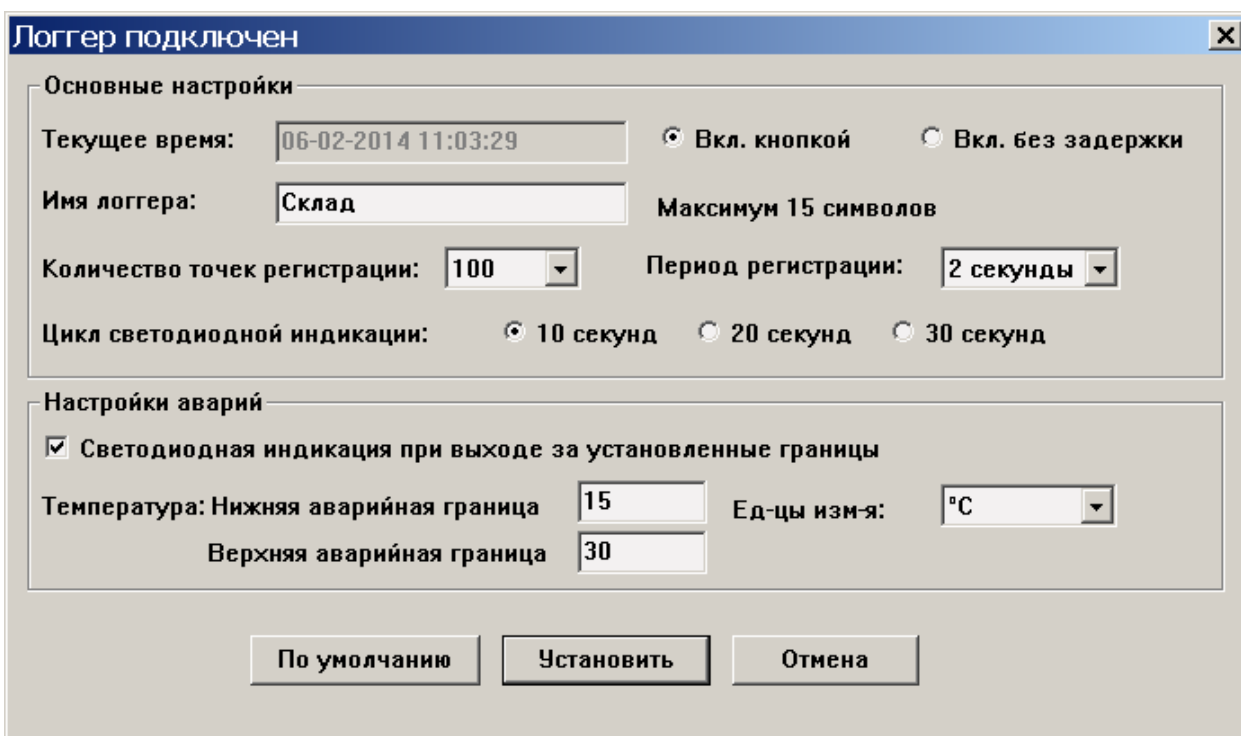 Логгер подключен
Основные настройки
Текущее время: 06-02-2014 11:03:29 Вкл. кнопкой Вкл. без задержки
Имя логгера: Склад Максимум 15 символов
Количество точек регистрации: 100 Период регистрации: 2 секунды
Цикл светодиодной индикации: 10 секунд 20 секунд 30 секунд
Настройки аварий
Светодиодная индикация при выходе за установленные границы
Температура: Нижняя аварийная граница 15 Ед-цы изм-я: °C
Верхняя аварийная граница 30
По умолчанию Установить Отмена